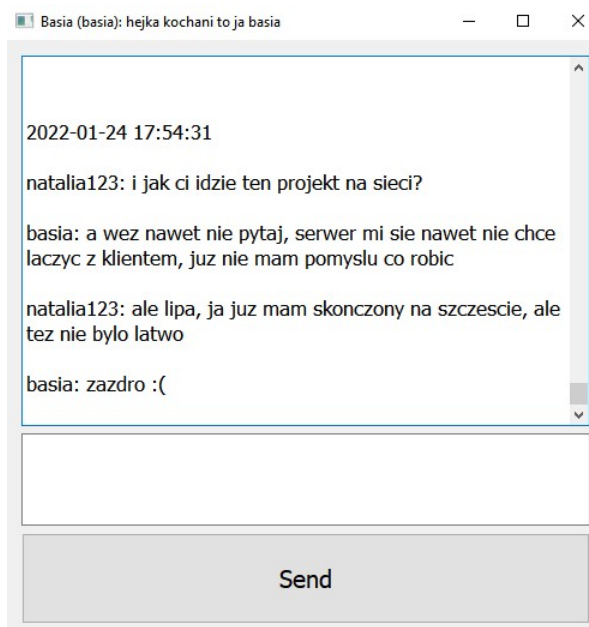 Basia (basia): hejka kochani to ja basia
2022-01-24 17:54:31
natalia123: i jak ci idzie ten projekt na sieci?
basia: a wez nawet nie pytaj, serwer mi sie nawet nie chce
laczyc z klientem, juz nie mam pomyslu co robic
natalia123: ale lipa, ja juz mam skonczony na szczescie, ale
tez nie bylo latwo
basia: zazdro :(
Send